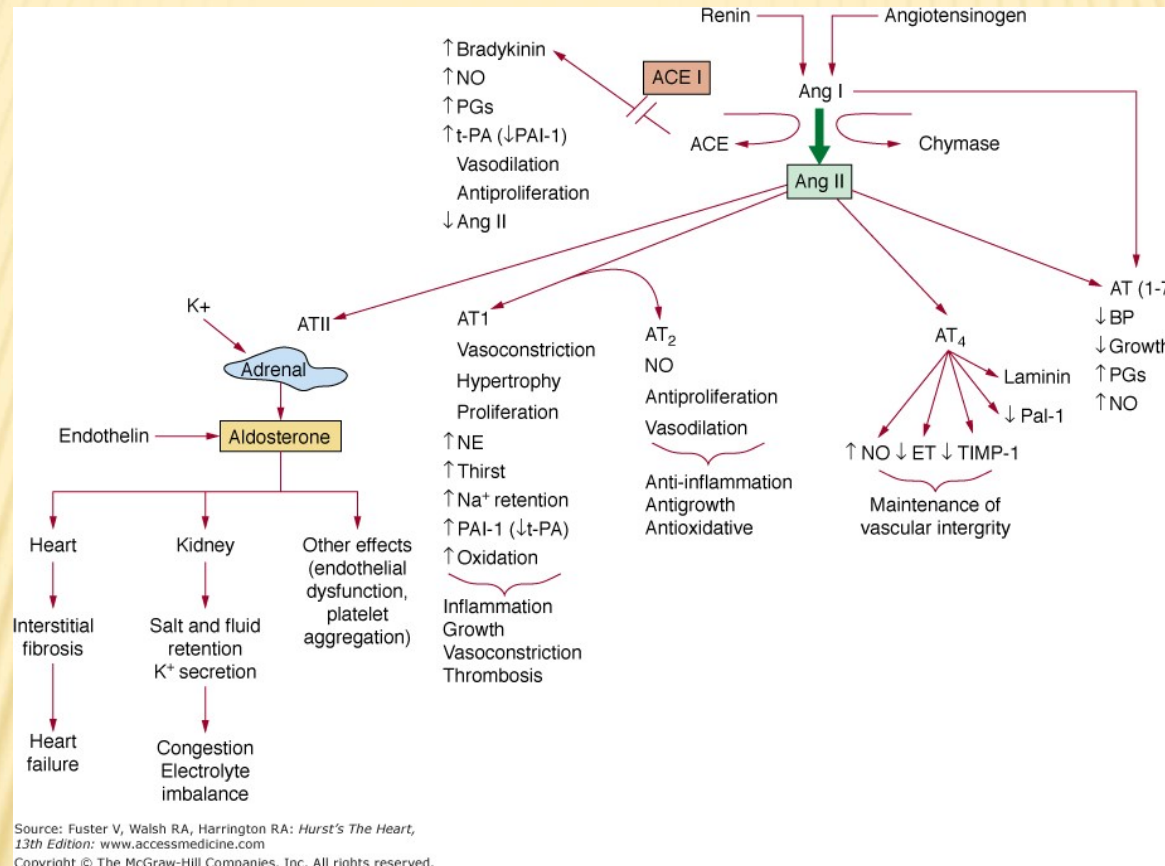 Renin
Angiotensinogen
↑Bradykinin
↑NO
↑PGs
↑t-PA (↓PAI-1)
Vasodilation
Antiproliferation
↓Ang II
ACE I
Ang I
ACE
Chymase
Ang II
K+
ATII
Adrenal
Endothelin
Aldosterone
Heart
Interstitial
fibrosis
Heart
failure
Kidney
Salt and fluid
retention
K⁺ secretion
Congestion
Electrolyte
imbalance
Other effects
(endothelial
dysfunction,
platelet
aggregation)
AT1
Vasoconstriction
Hypertrophy
Proliferation
↑NE
↑Thirst
↑Na⁺ retention
↑PAI-1 (↓t-PA)
↑Oxidation
Inflammation
Growth
Vasoconstriction
Thrombosis
AT₂
NO
Antiproliferation
Vasodilation
Anti-inflammation
Antigrowth
Antioxidative
AT₄
Laminin
↓Pal-1
↑NO ↓ET ↓TIMP-1
Maintenance of
vascular intergrity
AT (1-7
↓BP
↓Growth
↑PGs
↑NO
Source: Fuster V, Walsh RA, Harrington RA: Hurst's The Heart,
13th Edition: www.accessmedicine.com
Copyright © The McGraw-Hill Companies, Inc. All rights reserved.